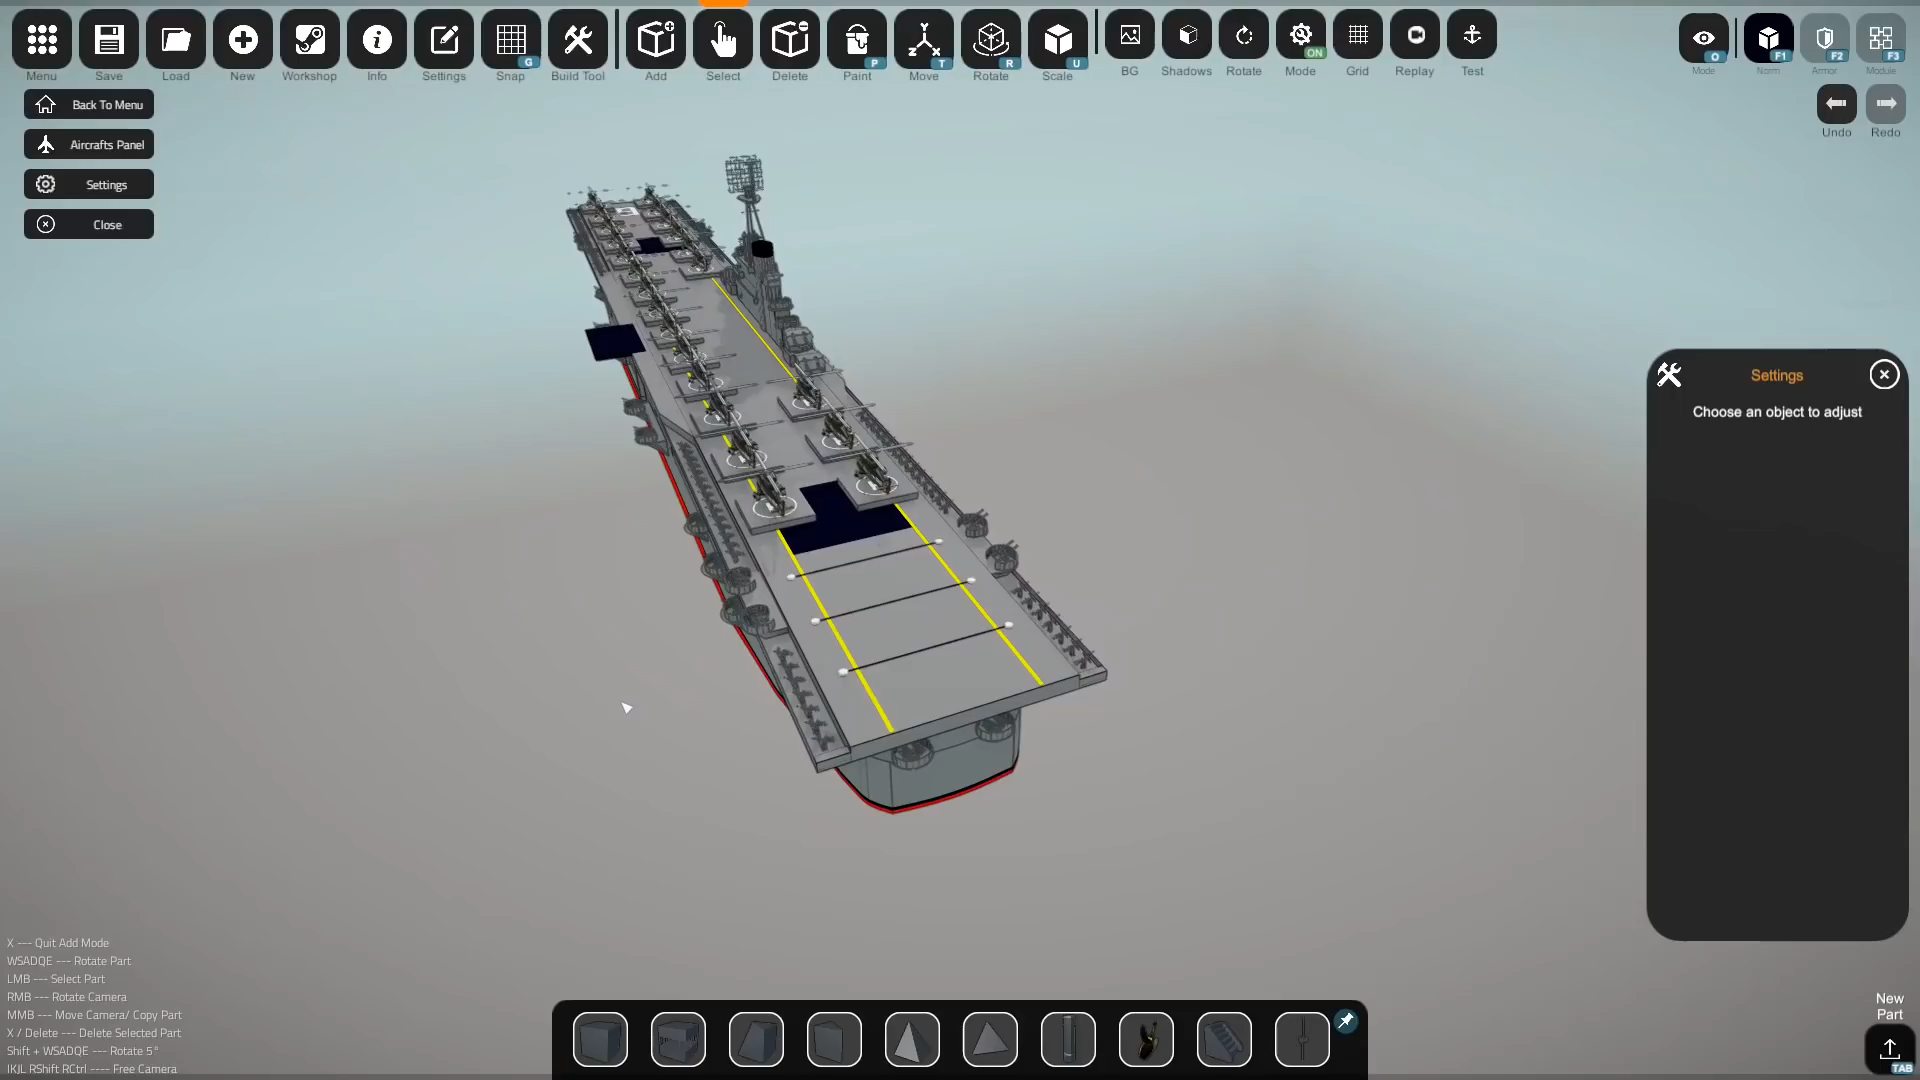 Menu
Save
Load
New
Workshop
Info
Settings
G
Snap
Build Tool
Add
Select
Delete
P
Paint
T
Move
R
Rotate
U
Scale
BG
Shadows
Rotate
ON
Mode
Grid
Replay
Test
O
Mode
F1
Norm
F2
Armor
F3
Module
Undo
Redo
Back To Menu
Aircrafts Panel
Settings
Close
Settings
Choose an object to adjust
X --- Quit Add Mode
WSADQE --- Rotate Part
LMB --- Select Part
RMB --- Rotate Camera
MMB --- Move Camera/ Copy Part
X / Delete --- Delete Selected Part
Shift + WSADQE --- Rotate 5°
IKJL RShift RCtrl ---- Free Camera
New
Part
TAB